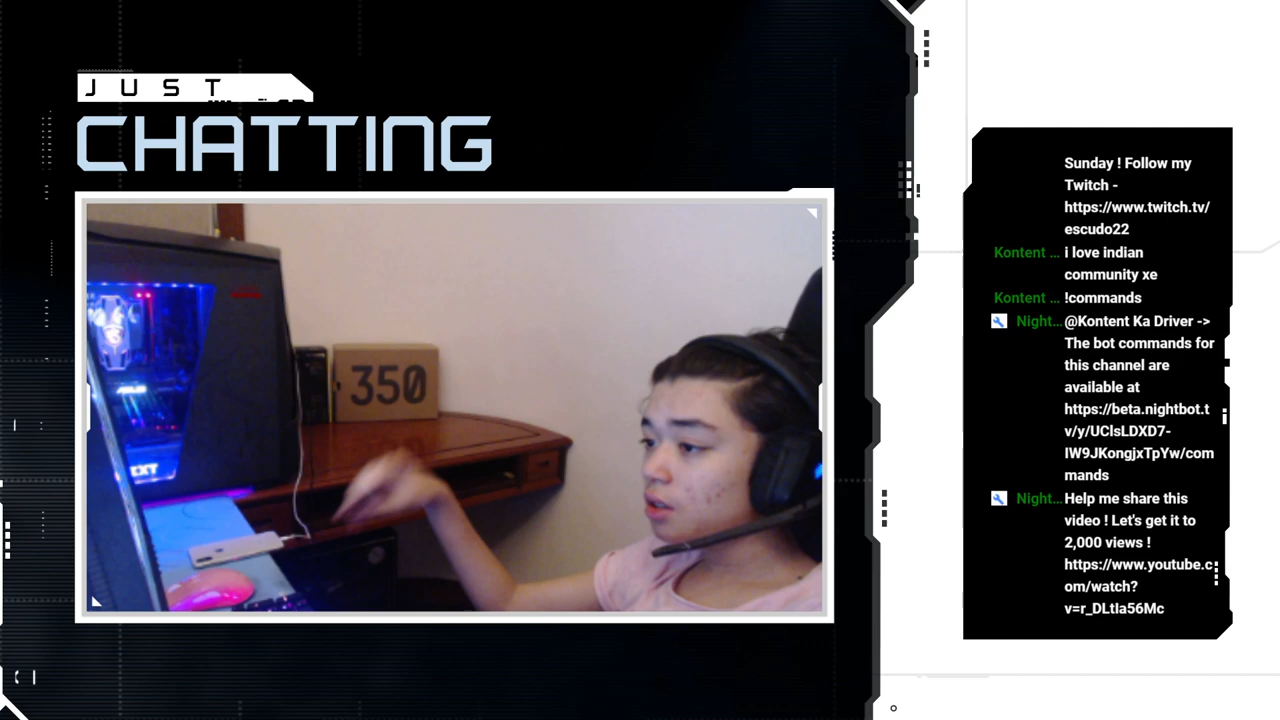 JUST
CHATTING
350
ASUS
EXT
Sunday ! Follow my
Twitch -
https://www.twitch.tv/
escudo22
Kontent ... i love indian
community xe
Kontent ... !commands
Night... @Kontent Ka Driver ->
The bot commands for
this channel are
available at
https://beta.nightbot.t
v/y/UClsLDXD7-
IW9JKongjxTpYw/com
mands
Night... Help me share this
video ! Let's get it to
2,000 views !
https://www.youtube.c
om/watch?
v=r_DLtIa56Mc